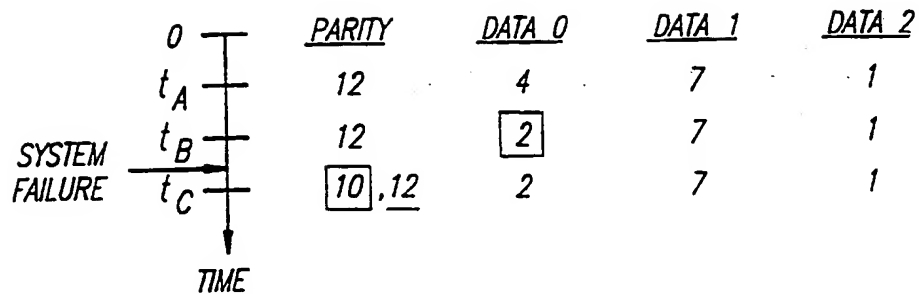 0 PARITY DATA 0 DATA 1 DATA 2
tA 12 4 7 1
tB 12 2 7 1
SYSTEM FAILURE
tC 10 , 12 2 7 1
TIME